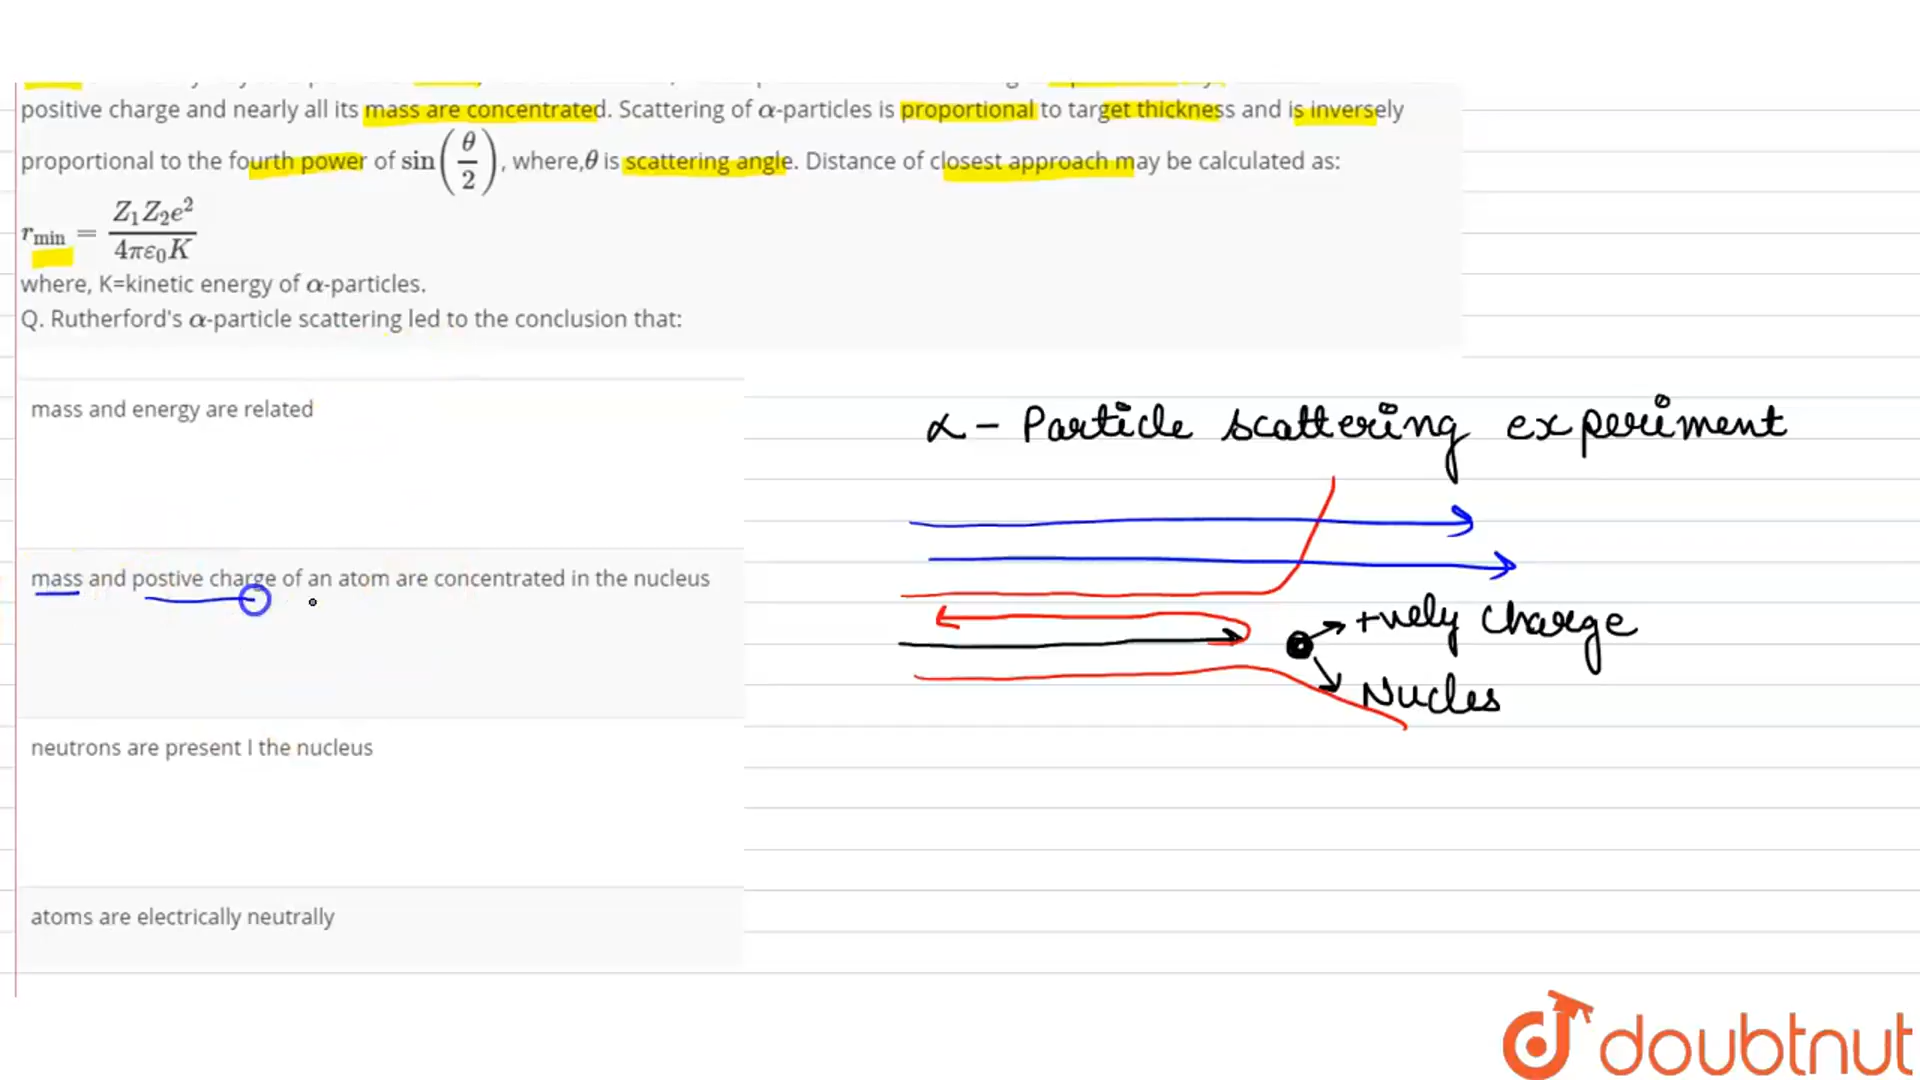 positive charge and nearly all its mass are concentrated. Scattering of α-particles is proportional to target thickness and is inversely
proportional to the fourth power of sin(θ/2), where,θ is scattering angle. Distance of closest approach may be calculated as:
r_min = Z₁Z₂e²/4πε₀K
where, K=kinetic energy of α-particles.
Q. Rutherford's α-particle scattering led to the conclusion that:
mass and energy are related
α - Particle scattering experiment
mass and postive charge of an atom are concentrated in the nucleus
+vely charge
Nucles
neutrons are present I the nucleus
atoms are electrically neutrally
doubtnut